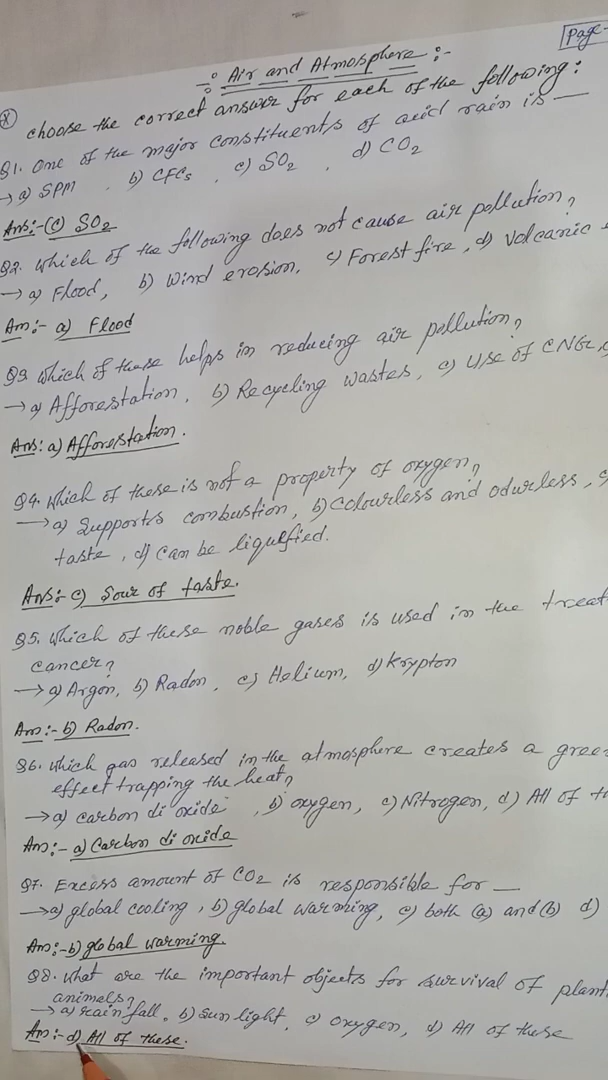 Page-
-:° Air and Atmosphere :-
(X) choose the correct answer for each of the following:
Q1. One of the major constituents of acid rain is —
→ a) SPM, b) CFCs, c) SO2, d) CO2
Ans:-(c) SO2
Q2. Which of the following does not cause air pollution?
→ a) Flood, b) Wind erosion, c) Forest fire, d) Volcanic
Ans:- a) Flood
Q3. Which of these helps in reducing air pollution?
→ a) Afforestation, b) Recycling wastes, c) Use of CNG,
Ans: a) Afforestation.
Q4. Which of these is not a property of oxygen?
→ a) Supports combustion, b) Colourless and odurless,
taste, d) Can be liquefied.
Ans:- c) Sour of taste.
Q5. Which of these noble gases is used in the treat
cancer?
→ a) Argon, b) Radon, c) Helium, d) Krypton
Ans:- b) Radon.
Q6. Which gas released in the atmosphere creates a gree
effect trapping the heat?
→ a) carbon di oxide, b) oxygen, c) Nitrogen, d) All of
Ans:- a) Carbon di oxide
Q7. Excess amount of CO2 is responsible for —
→ a) global cooling, b) global warming, c) both (a) and (b) d)
Ans:- b) global warming.
Q8. What are the important objects for survival of plant
animals?
→ a) rain fall, b) Sun light, c) oxygen, d) All of these
Ans:- d) All of these.